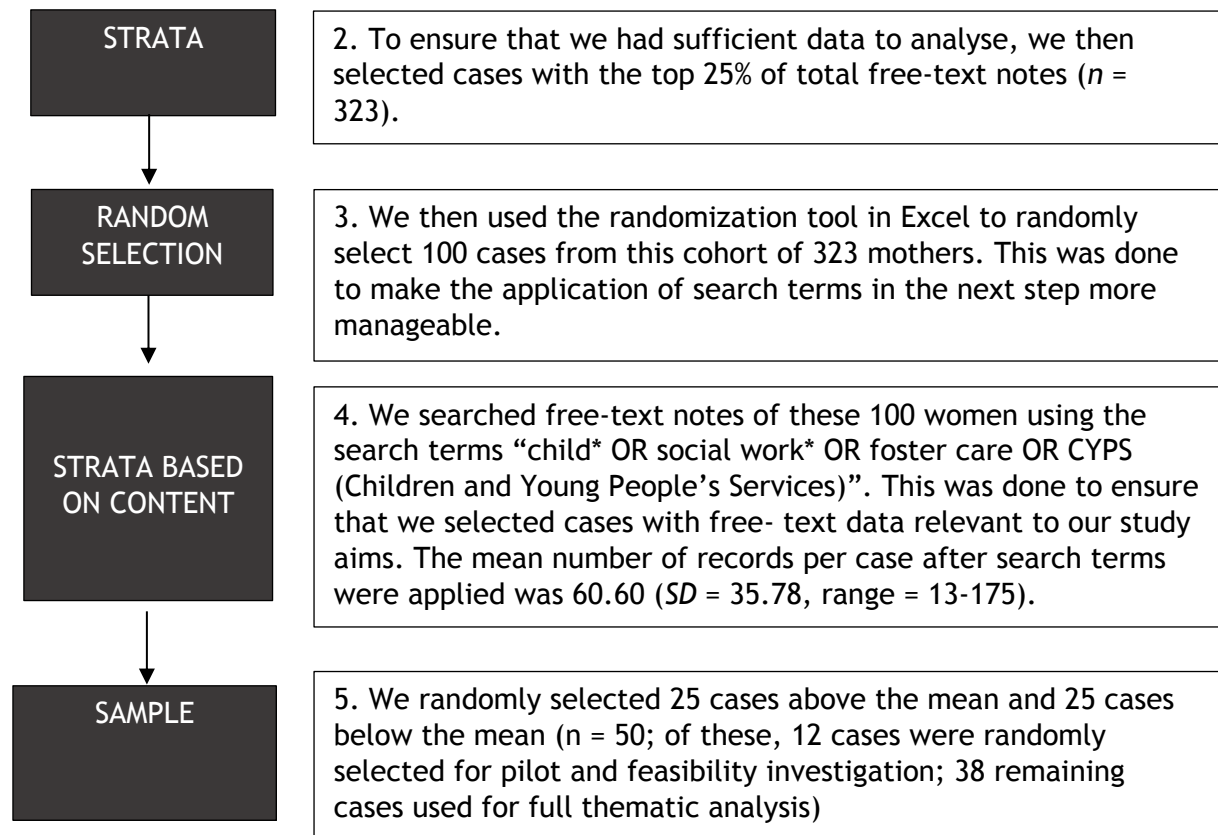 STRATA
2. To ensure that we had sufficient data to analyse, we then
selected cases with the top 25% of total free-text notes (n =
323).
RANDOM
SELECTION
3. We then used the randomization tool in Excel to randomly
select 100 cases from this cohort of 323 mothers. This was done
to make the application of search terms in the next step more
manageable.
STRATA BASED
ON CONTENT
4. We searched free-text notes of these 100 women using the
search terms “child* OR social work* OR foster care OR CYPS
(Children and Young People’s Services)”. This was done to ensure
that we selected cases with free- text data relevant to our study
aims. The mean number of records per case after search terms
were applied was 60.60 (SD = 35.78, range = 13-175).
SAMPLE
5. We randomly selected 25 cases above the mean and 25 cases
below the mean (n = 50; of these, 12 cases were randomly
selected for pilot and feasibility investigation; 38 remaining
cases used for full thematic analysis)